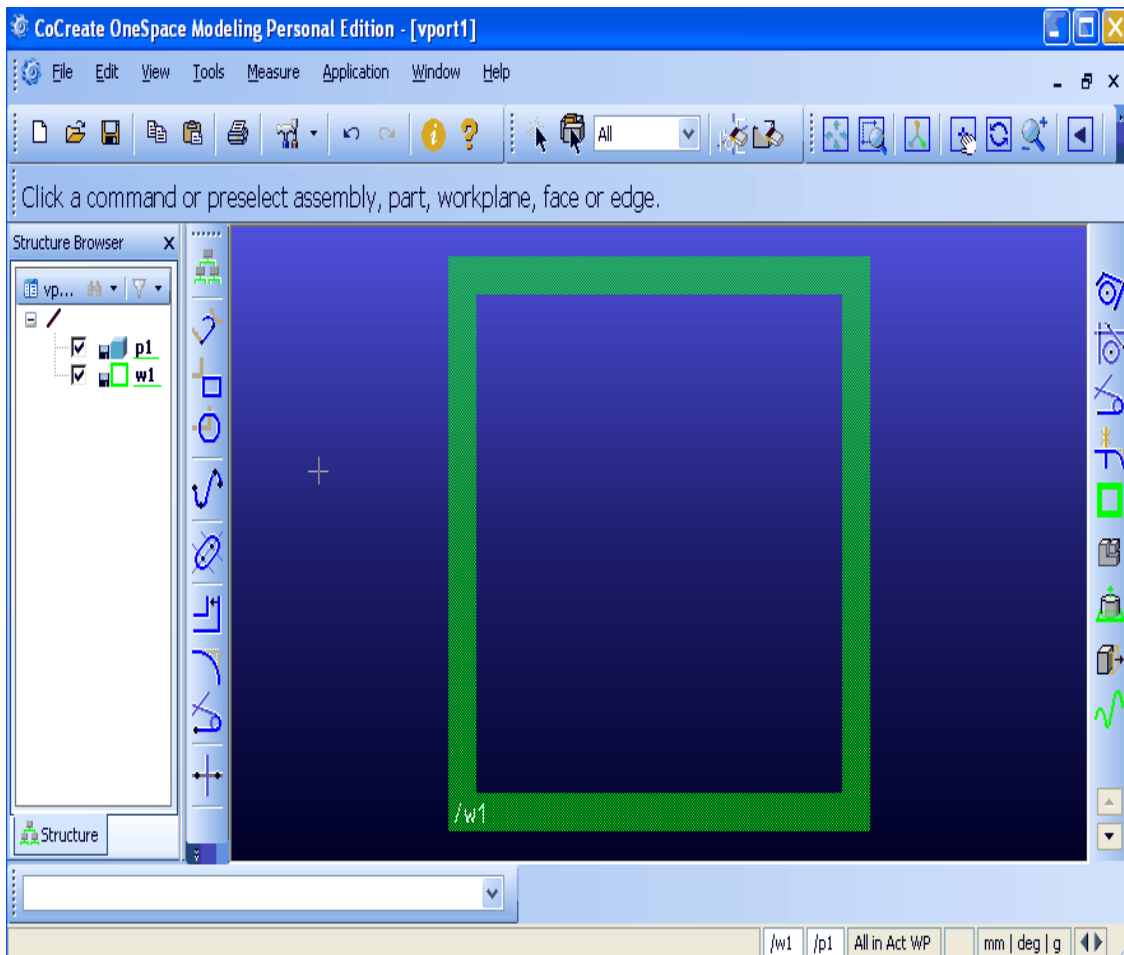 CoCreate OneSpace Modeling Personal Edition - [vport1]
File Edit View Tools Measure Application Window Help
All
Click a command or preselect assembly, part, workplane, face or edge.
Structure Browser x
vp...
p1
w1
/w1
Structure
/w1 /p1 All in Act WP mm | deg | g